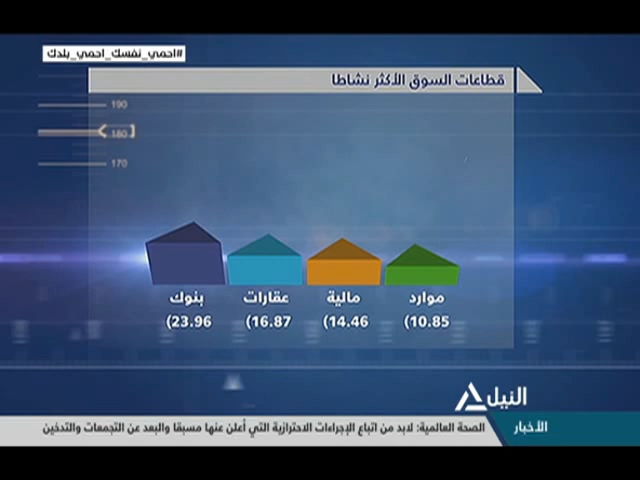 #احمي_نفسك_احمي_بلدك
قطاعات السوق الأكثر نشاطا
190
180
170
بنوك عقارات مالية موارد
(23.96 (16.87 (14.46 (10.85
النيل
الأخبار
الصحة العالمية: لابد من اتباع الإجراءات الاحترازية التي أعلن عنها مسبقا والبعد عن التجمعات والتدخين